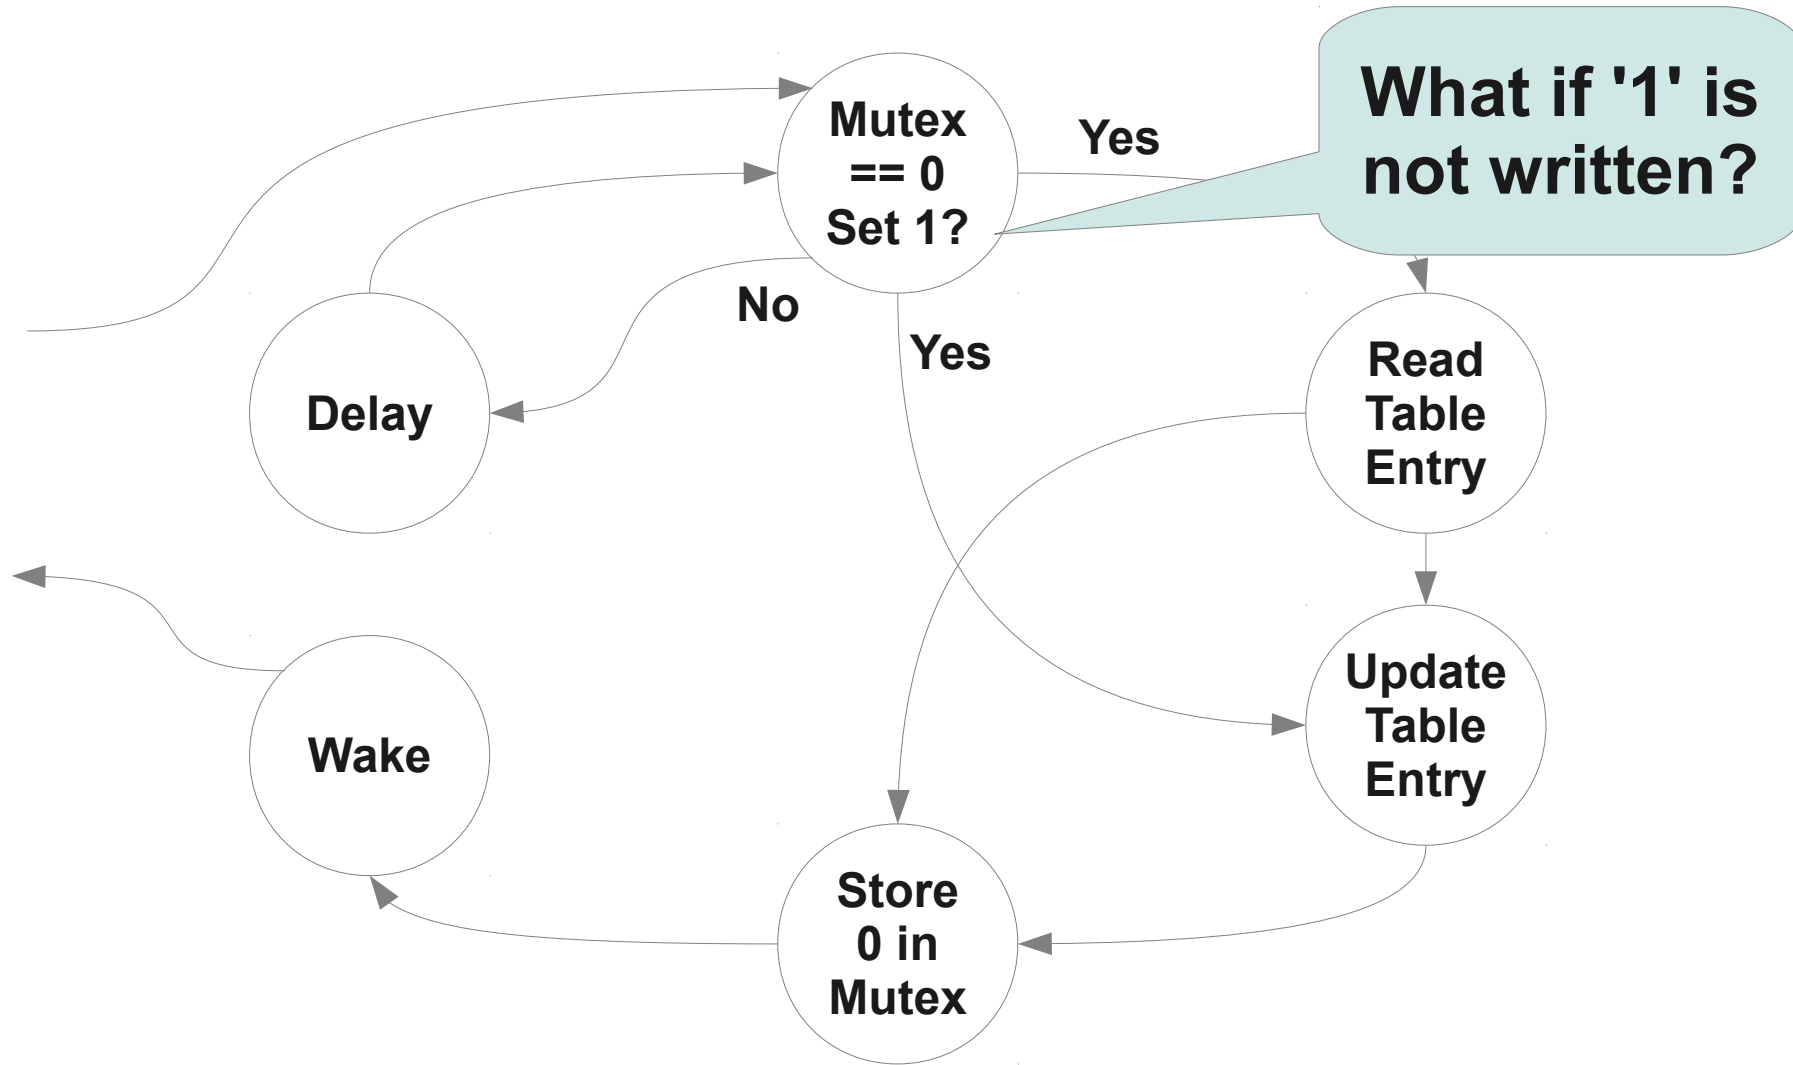 Mutex
== 0
Set 1?
Yes
What if '1' is
not written?
No
Yes
Delay
Read
Table
Entry
Wake
Update
Table
Entry
Store
0 in
Mutex